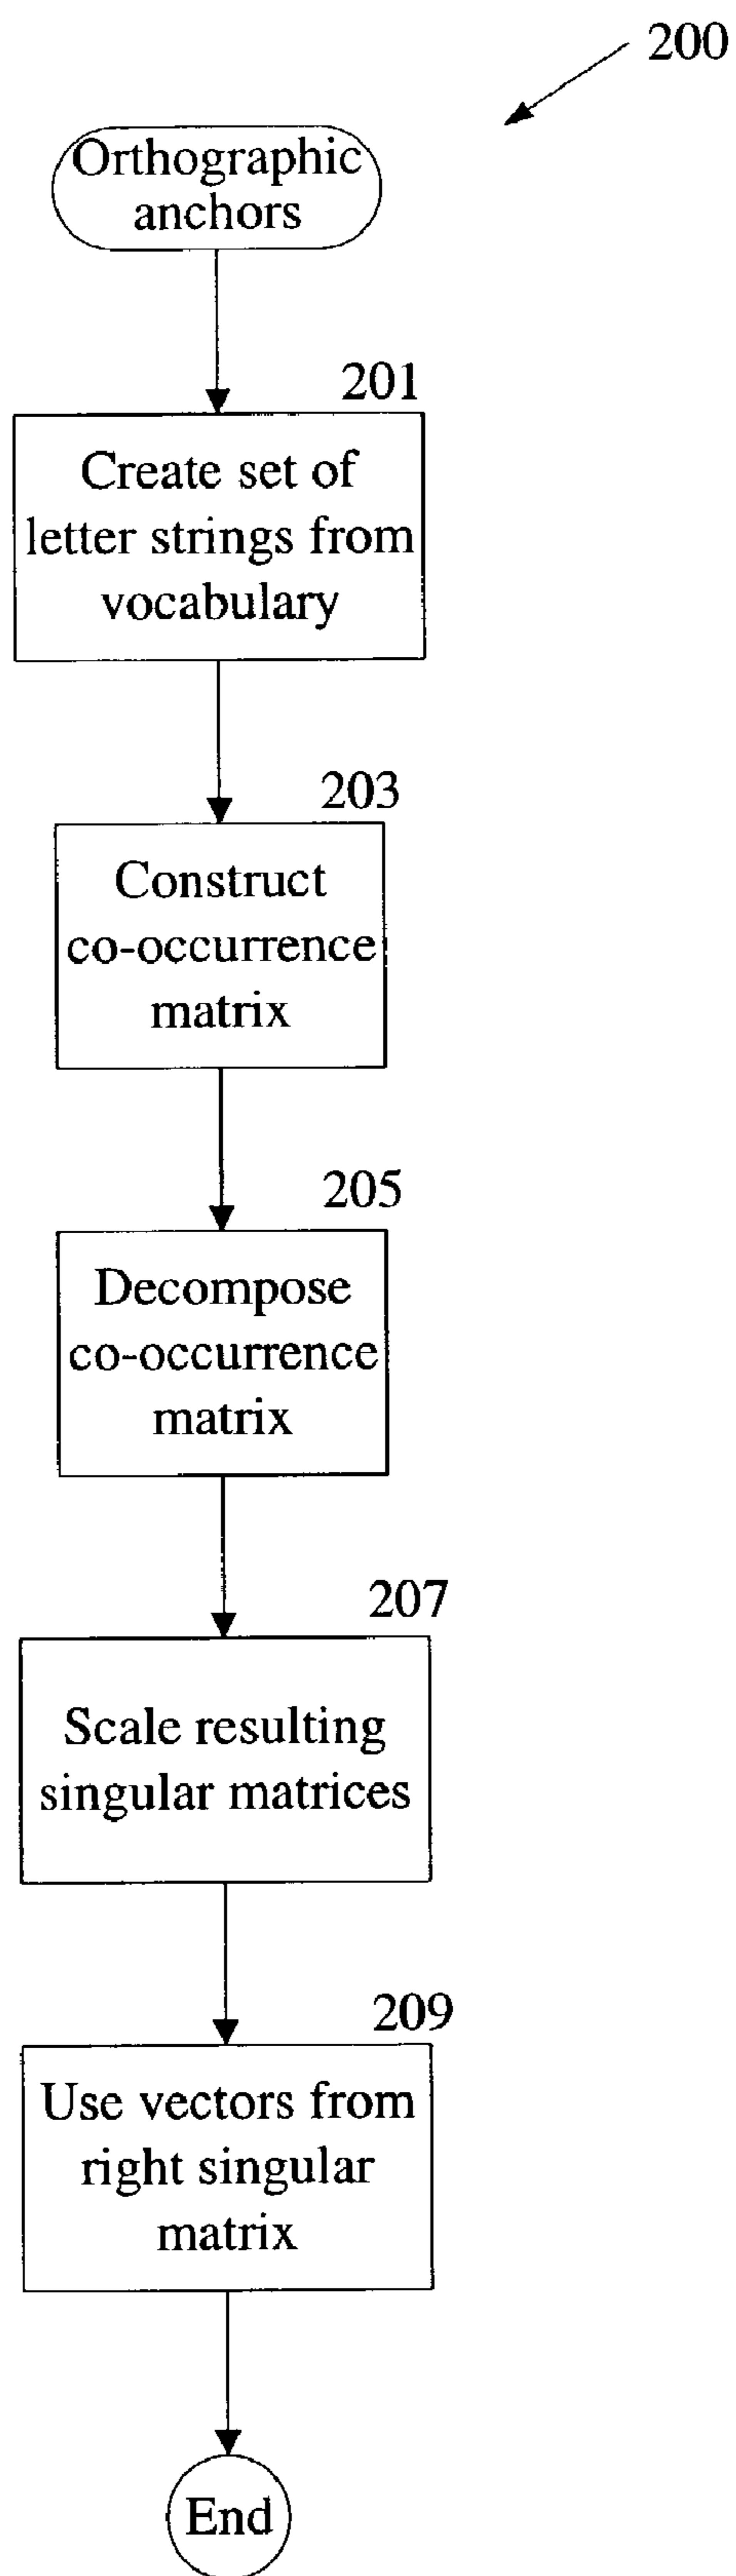 200
Orthographic
anchors
201
Create set of
letter strings from
vocabulary
203
Construct
co-occurrence
matrix
205
Decompose
co-occurrence
matrix
207
Scale resulting
singular matrices
209
Use vectors from
right singular
matrix
End